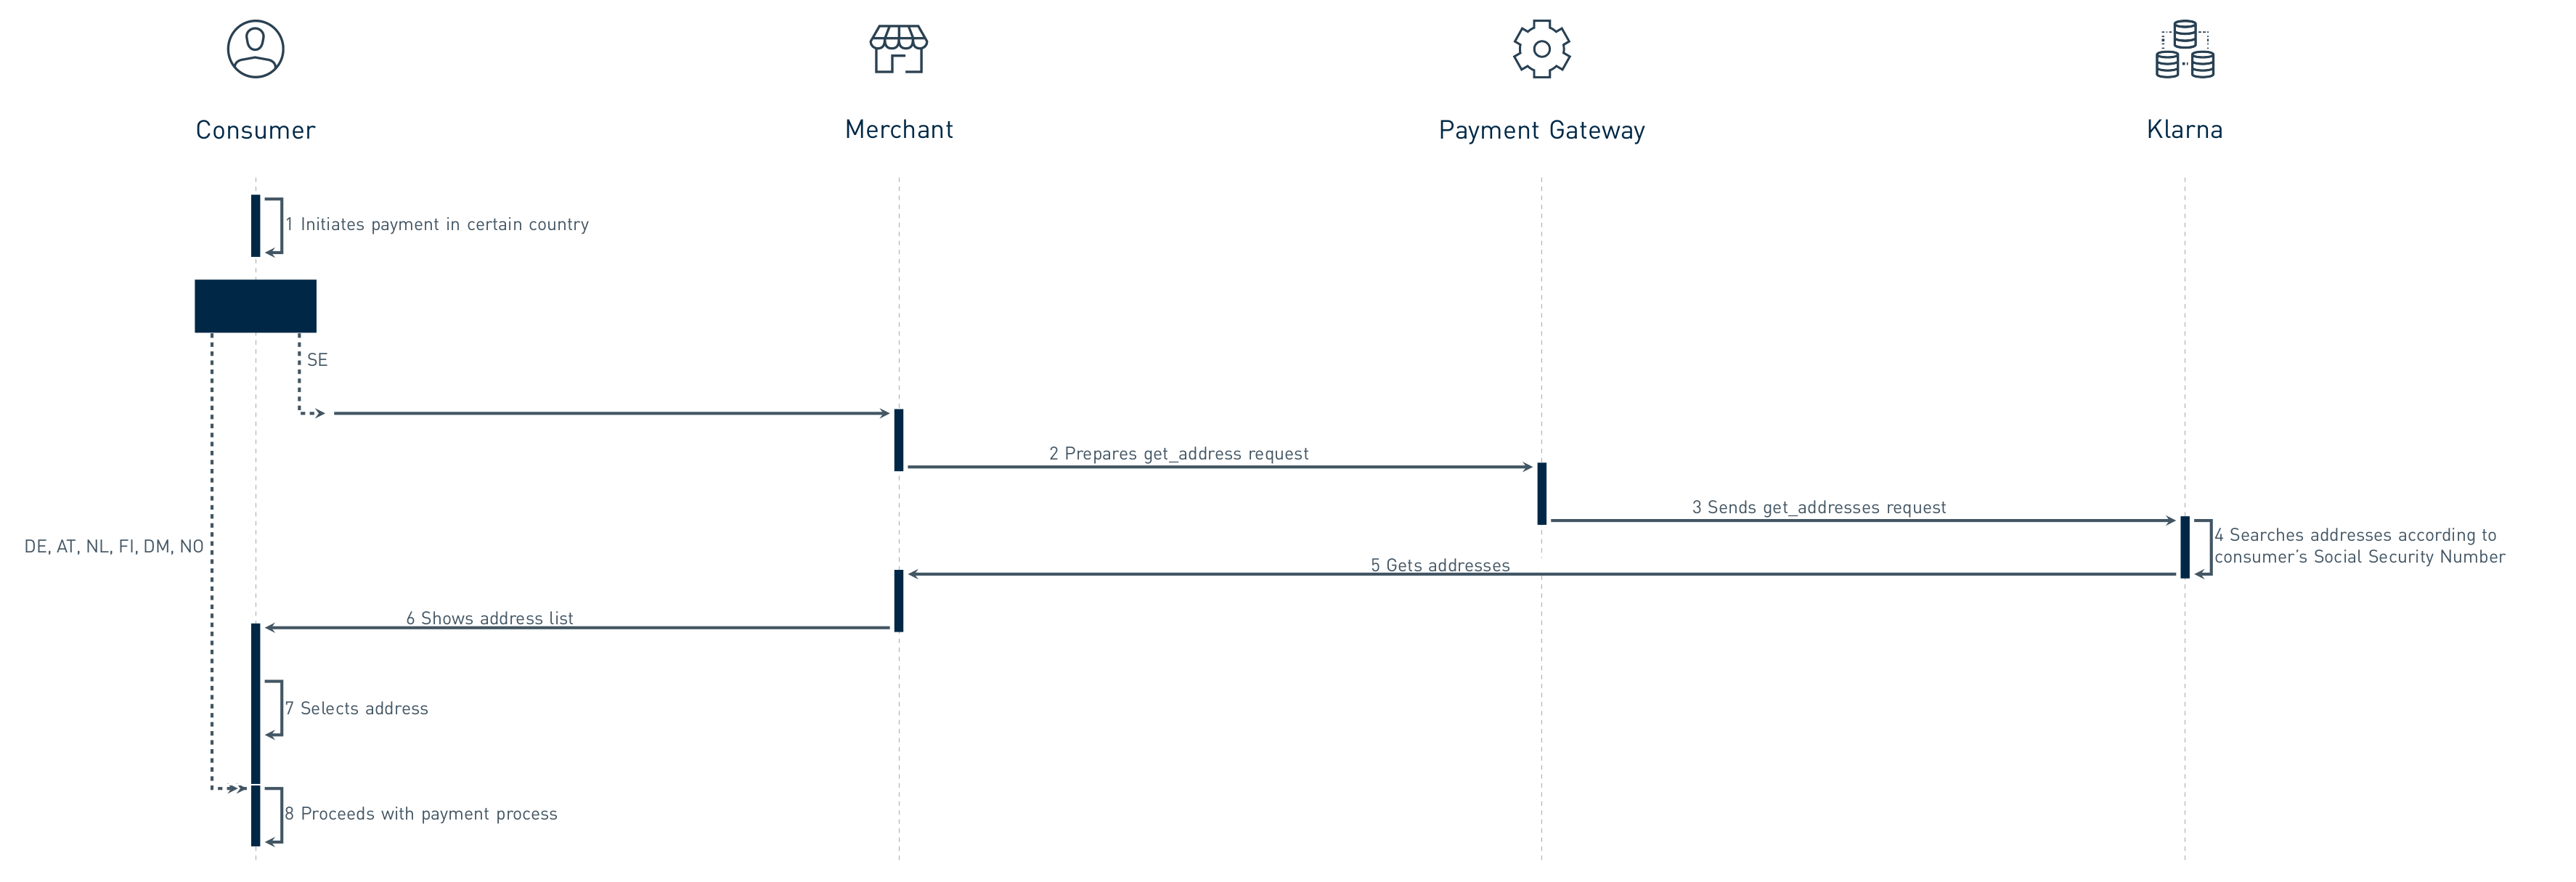 Consumer
Merchant
Payment Gateway
Klarna
1 Initiates payment in certain country
SE
2 Prepares get_address request
3 Sends get_addresses request
4 Searches addresses according to
consumer's Social Security Number
DE, AT, NL, FI, DM, NO
5 Gets addresses
6 Shows address list
7 Selects address
8 Proceeds with payment process